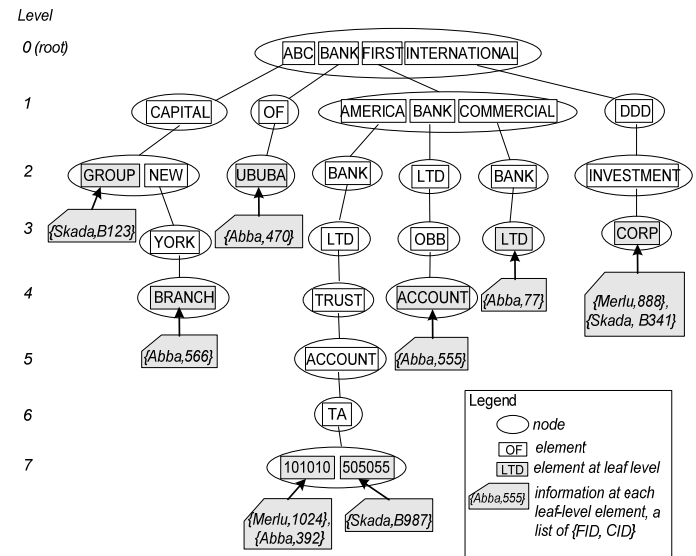 Level
0 (root) ABC BANK FIRST INTERNATIONAL
1 CAPITAL OF AMERICA BANK COMMERCIAL DDD
2 GROUP NEW UBUBA BANK LTD BANK INVESTMENT
{Skada,B123} {Abba,470}
3 YORK LTD OBB LTD CORP
4 BRANCH TRUST ACCOUNT {Abba,77} {Merlu,888},
{Skada, B341}
{Abba,566} {Abba,555}
5 ACCOUNT
6 TA
7 101010 505055
{Merlu,1024},
{Abba,392}
{Skada,B987}
Legend
node
OF element
LTD element at leaf level
{Abba,555} information at each
leaf-level element, a
list of {FID, CID}